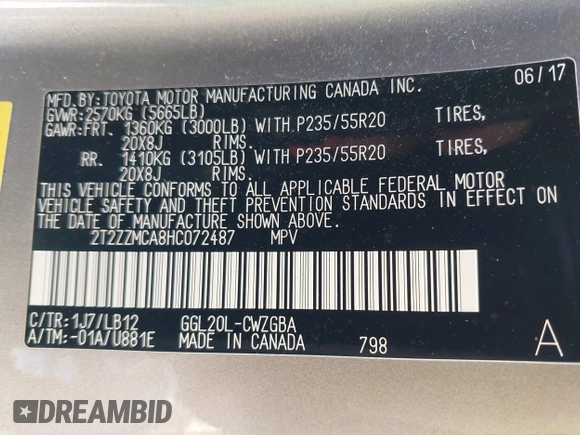 MFD.BY:TOYOTA MOTOR MANUFACTURING CANADA INC. 06/17
GVWR:2570KG (5665LB)
GAWR:FRT. 1360KG (3000LB) WITH P235/55R20 TIRES,
20X8J RIMS.
RR. 1410KG (3105LB) WITH P235/55R20 TIRES,
20X8J RIMS.
THIS VEHICLE CONFORMS TO ALL APPLICABLE FEDERAL MOTOR
VEHICLE SAFETY AND THEFT PREVENTION STANDARDS IN EFFECT ON
THE DATE OF MANUFACTURE SHOWN ABOVE.
2T2ZZMCA8HC072487 MPV
C/TR:1J7/LB12 GGL20L-CWZGBA
A/TM:-01A/U881E MADE IN CANADA 798 A
DREAMBID